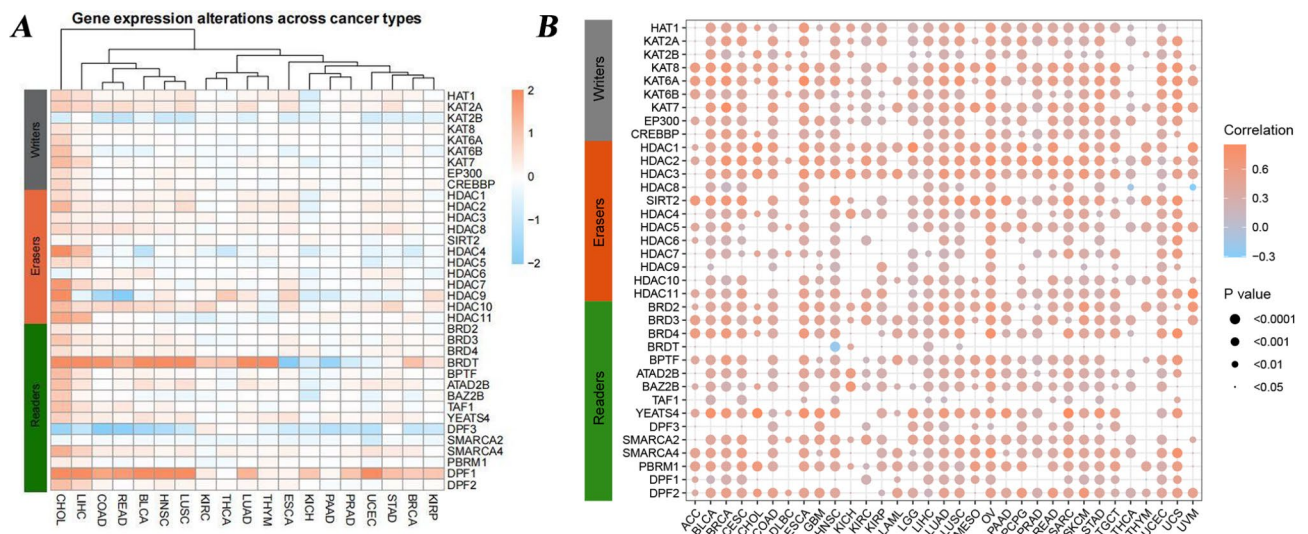 A
Gene expression alterations across cancer types
Writers
Erasers
Readers
HAT1
KAT2A
KAT2B
KAT8
KAT6A
KAT6B
KAT7
EP300
CREBBP
HDAC1
HDAC2
HDAC3
HDAC8
SIRT2
HDAC4
HDAC5
HDAC6
HDAC7
HDAC9
HDAC10
HDAC11
BRD2
BRD3
BRD4
BRDT
BPTF
ATAD2B
BAZ2B
TAF1
YEATS4
DPF3
SMARCA2
SMARCA4
PBRM1
DPF1
DPF2
CHOL LIHC COAD READ BLCA HNSC LUSC KIRC THCA LUAD THYM ESCA KICH PAAD PRAD UCEC STAD BRCA KIRP
2
1
0
−1
−2
B
Writers
Erasers
Readers
HAT1
KAT2A
KAT2B
KAT8
KAT6A
KAT6B
KAT7
EP300
CREBBP
HDAC1
HDAC2
HDAC3
HDAC8
SIRT2
HDAC4
HDAC5
HDAC6
HDAC7
HDAC9
HDAC10
HDAC11
BRD2
BRD3
BRD4
BRDT
BPTF
ATAD2B
BAZ2B
TAF1
YEATS4
DPF3
SMARCA2
SMARCA4
PBRM1
DPF1
DPF2
ACC BLCA BRCA CESC CHOL COAD DLBC ESCA GBM HNSC KICH KIRC KIRP LAML LGG LIHC LUAD LUSC MESO OV PAAD PCPG PRAD READ SARC SKCM STAD TGCT THCA THYM UCEC UCS UVM
Correlation
0.6
0.4
0.2
0.0
−0.3
P value
<0.0001
<0.001
<0.01
<0.05